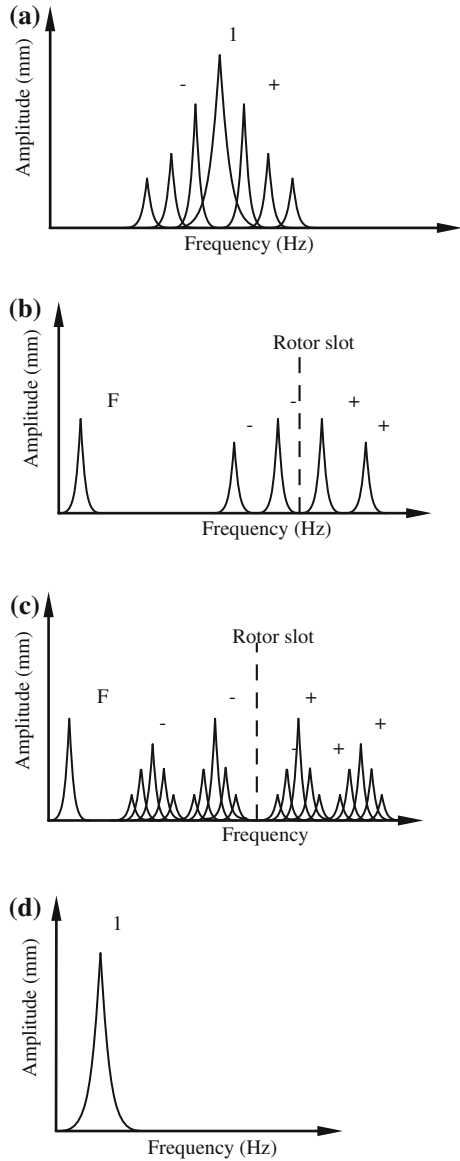 (a)
Amplitude (mm)
1
- +
Frequency (Hz)
(b)
Amplitude (mm)
Rotor slot
F
- +
- +
Frequency (Hz)
(c)
Amplitude (mm)
Rotor slot
F
- +
- +
- +
Frequency
(d)
Amplitude (mm)
1
Frequency (Hz)